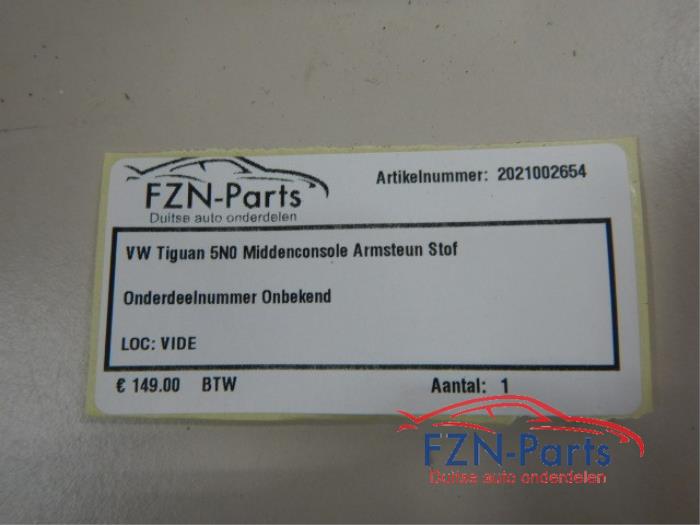 FZN-Parts
Duitse auto onderdelen
Artikelnummer: 2021002654
VW Tiguan 5N0 Middenconsole Armsteun Stof
Onderdeelnummer Onbekend
LOC: VIDE
€ 149.00 BTW
Aantal: 1
FZN-Parts
Duitse auto onderdelen